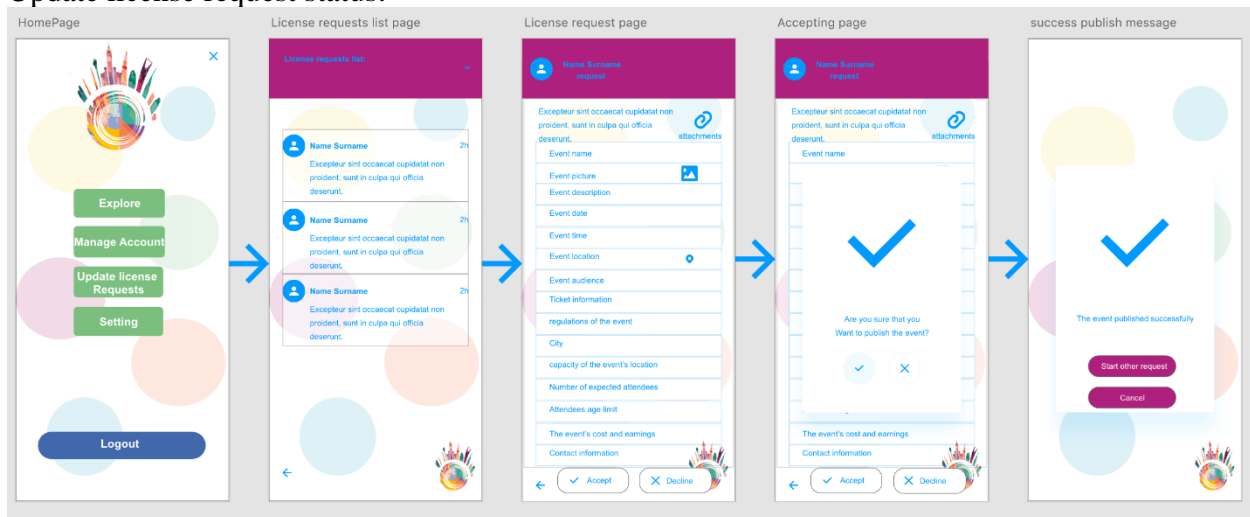 Update license request status:
HomePage
Explore
Manage Account
Update license
Requests
Setting
Logout
License requests list page
License requests list:
Name Surname
2h
Excepteur sint occaecat cupidatat non
proident, sunt in culpa qui officia
deserunt.
Name Surname
2h
Excepteur sint occaecat cupidatat non
proident, sunt in culpa qui officia
deserunt.
Name Surname
2h
Excepteur sint occaecat cupidatat non
proident, sunt in culpa qui officia
deserunt.
License request page
Name Surname
request
Excepteur sint occaecat cupidatat non
proident, sunt in culpa qui officia
deserunt.
attachments
Event name
Event picture
Event description
Event date
Event time
Event location
Event audience
Ticket information
regulations of the event
City
capacity of the event's location
Number of expected attendees
Attendees age limit
The event's cost and earnings
Contact information
Accept
Decline
Accepting page
Name Surname
request
Excepteur sint occaecat cupidatat non
proident, sunt in culpa qui officia
deserunt.
attachments
Event name
Are you sure that you
Want to publish the event?
The event's cost and earnings
Contact information
Accept
Decline
success publish message
The event published successfully
Start other request
Cancel